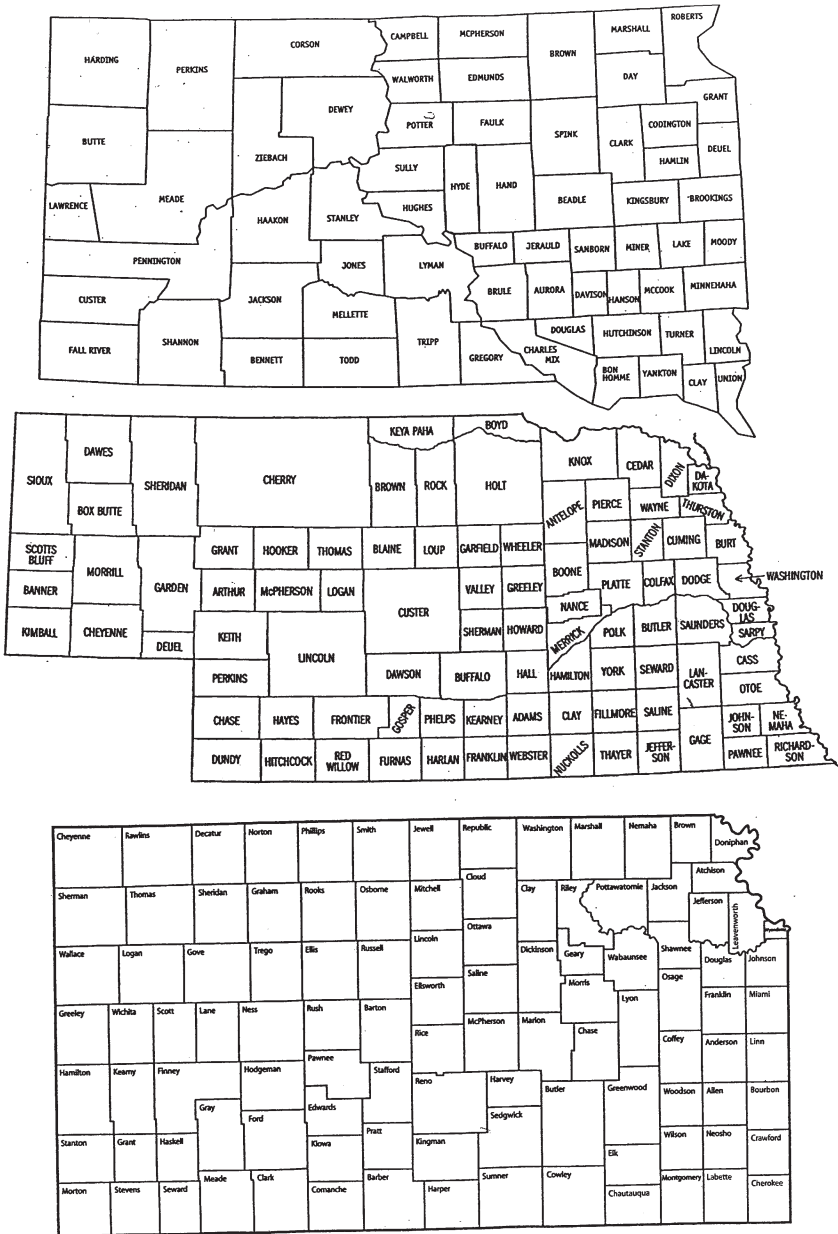 HARDING
PERKINS
CORSON
CAMPBELL
MCPHERSON
BROWN
MARSHALL
ROBERTS
WALWORTH
EDMUNDS
DAY
DEWEY
GRANT
BUTTE
ZIEBACH
POTTER
FAULK
SPINK
CLARK
CODINGTON
HAMLIN
DEUEL
LAWRENCE
MEADE
SULLY
HYDE
HAND
HAAKON
STANLEY
HUGHES
BEADLE
KINGSBURY
BROOKINGS
PENNINGTON
JONES
LYMAN
BUFFALO
JERAULD
SANBORN
MINER
LAKE
MOODY
CUSTER
JACKSON
MELLETTE
BRULE
AURORA
DAVISON
HANSON
MCCOOK
MINNEHAHA
FALL RIVER
SHANNON
BENNETT
TODD
TRIPP
GREGORY
CHARLES
MIX
DOUGLAS
HUTCHINSON
TURNER
LINCOLN
BON
HOMME
YANKTON
CLAY
UNION
SIOUX
DAWES
BOX BUTTE
SHERIDAN
CHERRY
KEYA PAHA
BOYD
BROWN
ROCK
HOLT
KNOX
CEDAR
DIXON
DA-
KOTA
ANTELOPE
PIERCE
WAYNE
THURSTON
SCOTTS
BLUFF
MORRILL
GARDEN
GRANT
HOOKER
THOMAS
BLAINE
LOUP
GARFIELD
WHEELER
MADISON
STANTON
CUMING
BURT
BANNER
ARTHUR
McPHERSON
LOGAN
CUSTER
VALLEY
GREELEY
BOONE
PLATTE
COLFAX
DODGE
WASHINGTON
NANCE
KIMBALL
CHEYENNE
DEUEL
KEITH
LINCOLN
SHERMAN
HOWARD
MERRICK
POLK
BUTLER
SAUNDERS
DOUG-
LAS
SARPY
PERKINS
DAWSON
BUFFALO
HALL
HAMILTON
YORK
SEWARD
LAN-
CASTER
CASS
OTOE
CHASE
HAYES
FRONTIER
GOSPER
PHELPS
KEARNEY
ADAMS
CLAY
FILLMORE
SALINE
GAGE
JOHN-
SON
NE-
MAHA
DUNDY
HITCHCOCK
RED
WILLOW
FURNAS
HARLAN
FRANKLIN
WEBSTER
NUCKOLLS
THAYER
JEFFER-
SON
PAWNEE
RICHARD-
SON
Cheyenne
Rawlins
Decatur
Norton
Phillips
Smith
Jewell
Republic
Washington
Marshall
Nemaha
Brown
Doniphan
Sherman
Thomas
Sheridan
Graham
Rooks
Osborne
Mitchell
Cloud
Clay
Riley
Pottawatomie
Jackson
Atchison
Jefferson
Leavenworth
Wallace
Logan
Gove
Trego
Ellis
Russell
Lincoln
Ottawa
Dickinson
Geary
Wabaunsee
Shawnee
Douglas
Johnson
Ellsworth
Saline
Morris
Osage
Greeley
Wichita
Scott
Lane
Ness
Rush
Barton
Rice
McPherson
Marion
Chase
Lyon
Franklin
Miami
Hamilton
Kearny
Finney
Hodgeman
Pawnee
Stafford
Reno
Harvey
Butler
Greenwood
Coffey
Anderson
Linn
Gray
Ford
Edwards
Sedgwick
Woodson
Allen
Bourbon
Stanton
Grant
Haskell
Kiowa
Pratt
Kingman
Elk
Wilson
Neosho
Crawford
Morton
Stevens
Seward
Meade
Clark
Comanche
Barber
Harper
Sumner
Cowley
Chautauqua
Montgomery
Labette
Cherokee